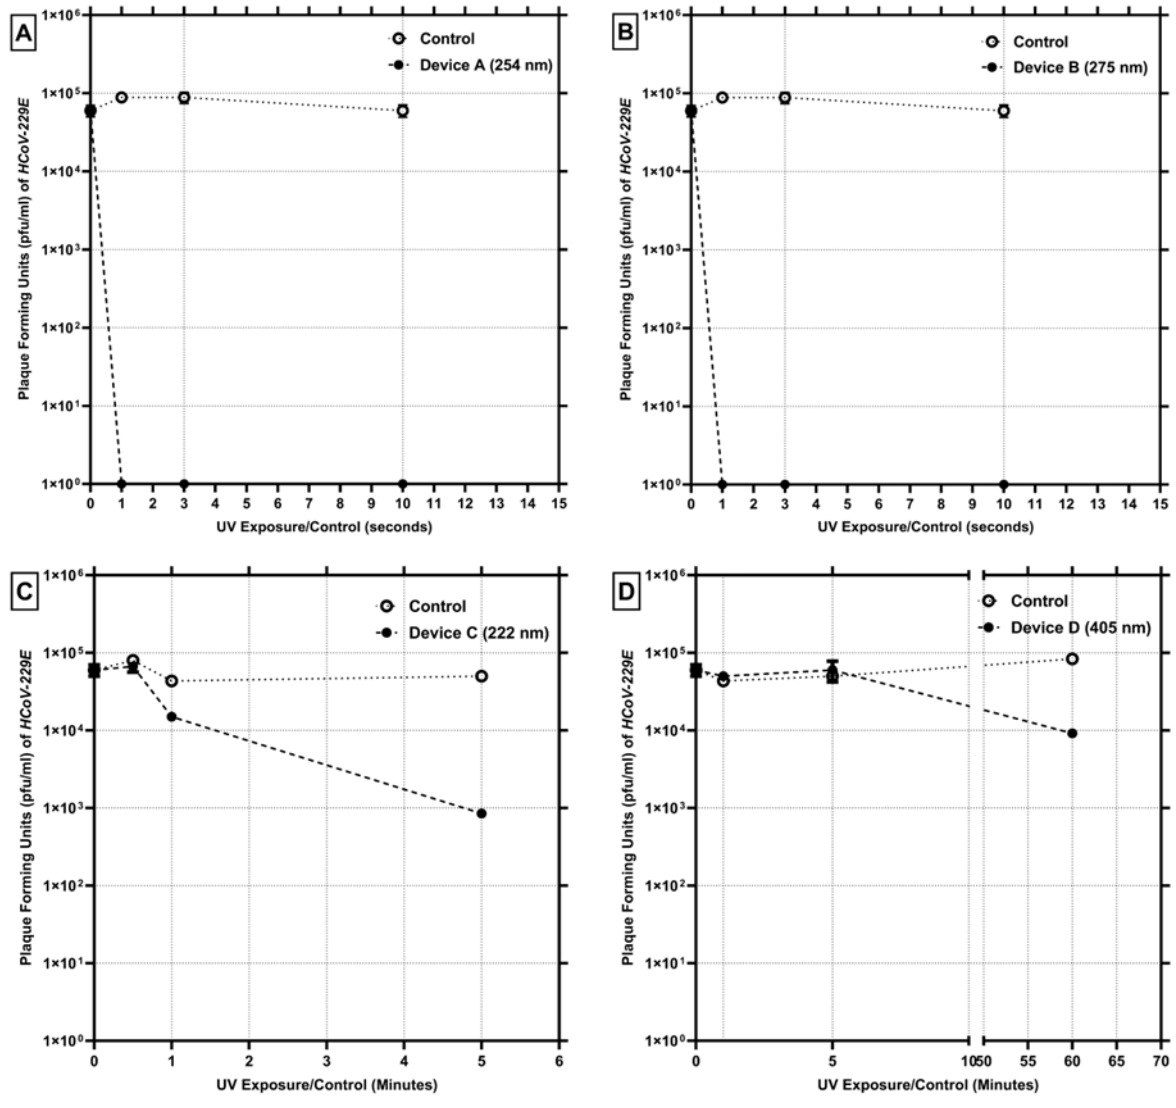 A
Control
Device A (254 nm)
Plaque Forming Units (pfu/ml) of HCoV-229E
1×10⁶
1×10⁵
1×10⁴
1×10³
1×10²
1×10¹
1×10⁰
0 1 2 3 4 5 6 7 8 9 10 11 12 13 14 15
UV Exposure/Control (seconds)
B
Control
Device B (275 nm)
Plaque Forming Units (pfu/ml) of HCoV-229E
1×10⁶
1×10⁵
1×10⁴
1×10³
1×10²
1×10¹
1×10⁰
0 1 2 3 4 5 6 7 8 9 10 11 12 13 14 15
UV Exposure/Control (seconds)
C
Control
Device C (222 nm)
Plaque Forming Units (pfu/ml) of HCoV-229E
1×10⁶
1×10⁵
1×10⁴
1×10³
1×10²
1×10¹
1×10⁰
0 1 2 3 4 5 6
UV Exposure/Control (Minutes)
D
Control
Device D (405 nm)
Plaque Forming Units (pfu/ml) of HCoV-229E
1×10⁶
1×10⁵
1×10⁴
1×10³
1×10²
1×10¹
1×10⁰
0 5 10 50 55 60 65 70
UV Exposure/Control (Minutes)